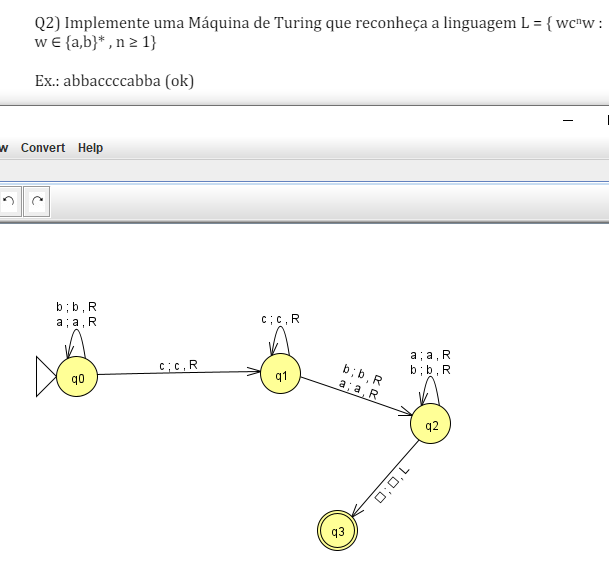 Q2) Implemente uma Máquina de Turing que reconheça a linguagem L = { wcⁿw :
w ∈ {a,b}* , n ≥ 1}
Ex.: abbaccccabba (ok)
w Convert Help
b ; b , R
a ; a , R
c ; c , R
a ; a , R
b ; b , R
c ; c , R
b ; b , R
a ; a , R
q0
q1
q2
□ ; □ , L
q3